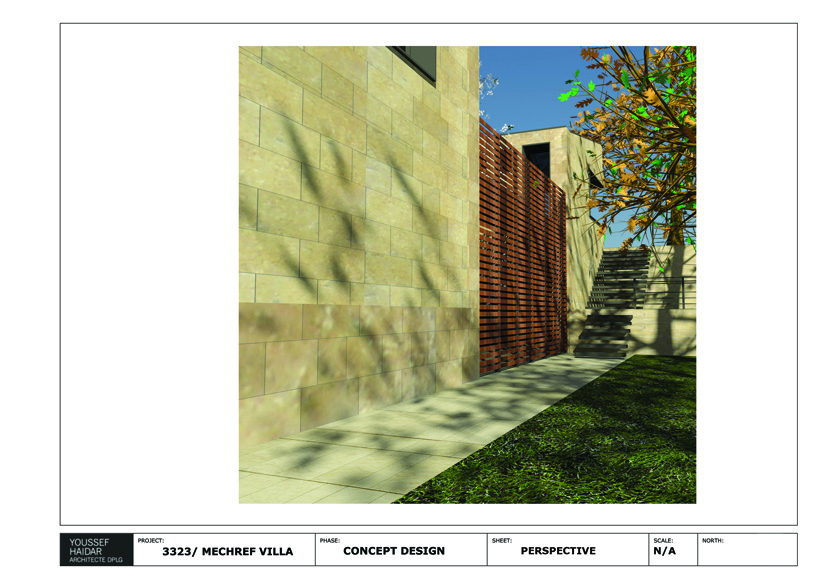 YOUSSEF
HAIDAR
ARCHITECTE DPLG
PROJECT:
3323/ MECHREF VILLA
PHASE:
CONCEPT DESIGN
SHEET:
PERSPECTIVE
SCALE:
N/A
NORTH: